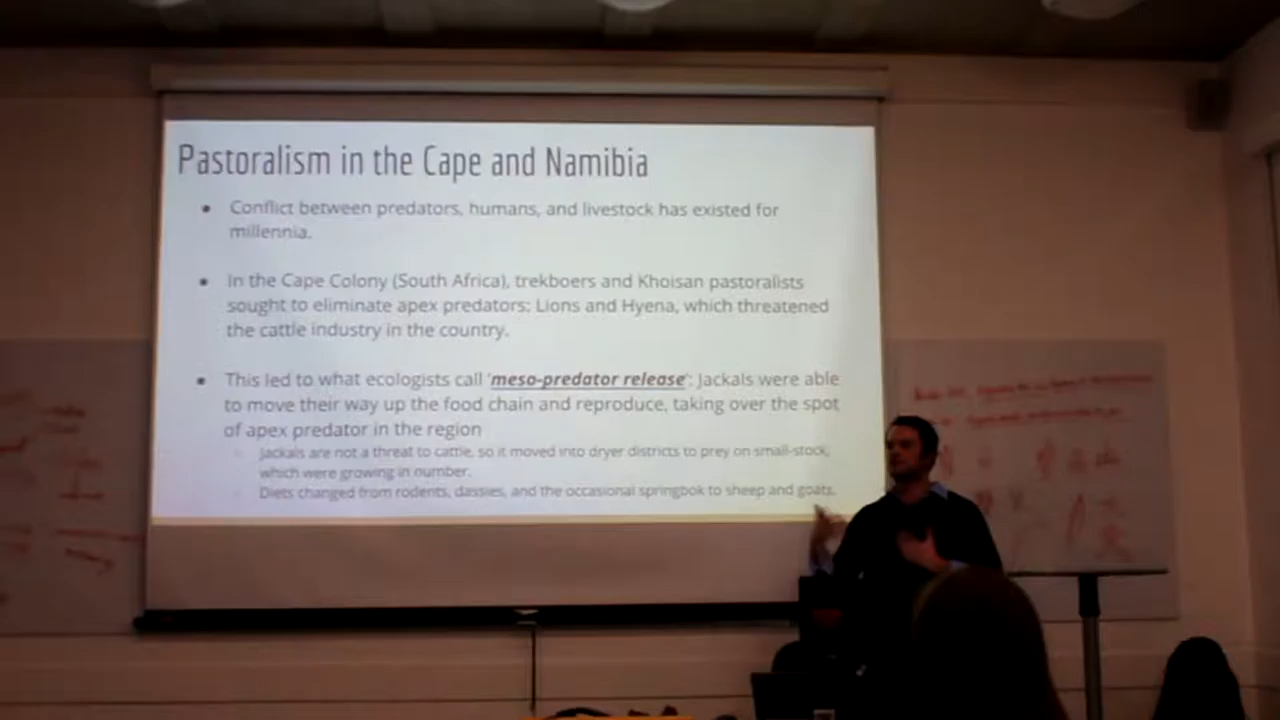 Pastoralism in the Cape and Namibia
Conflict between predators, humans, and livestock has existed for
millennia.
In the Cape Colony (South Africa), trekboers and Khoisan pastoralists
sought to eliminate apex predators: Lions and Hyena, which threatened
the cattle industry in the country.
This led to what ecologists call 'meso-predator release': Jackals were able
to move their way up the food chain and reproduce, taking over the spot
of apex predator in the region
Jackals are not a threat to cattle, so it moved into dryer districts to prey on small-stock,
which were growing in number.
Diets changed from rodents, dassies, and the occasional springbok to sheep and goats.